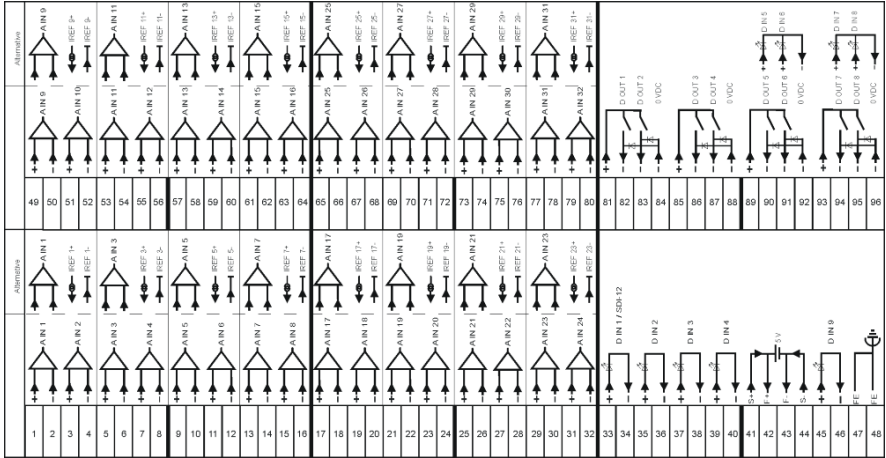 Alternative
A IN 9
IREF 9+
IREF 9-
A IN 11
IREF 11+
IREF 11-
A IN 13
IREF 13+
IREF 13-
A IN 15
IREF 15+
IREF 15-
A IN 25
IREF 25+
IREF 25-
A IN 27
IREF 27+
IREF 27-
A IN 29
IREF 29+
IREF 29-
A IN 31
IREF 31+
IREF 31-
D IN 5
D IN 6
D IN 7
D IN 8
A IN 9
A IN 10
A IN 11
A IN 12
A IN 13
A IN 14
A IN 15
A IN 16
A IN 25
A IN 26
A IN 27
A IN 28
A IN 29
A IN 30
A IN 31
A IN 32
D OUT 1
D OUT 2
0 VDC
D OUT 3
D OUT 4
0 VDC
D OUT 5
D OUT 6
0 VDC
D OUT 7
D OUT 8
0 VDC
49 50 51 52 53 54 55 56 57 58 59 60 61 62 63 64 65 66 67 68 69 70 71 72 73 74 75 76 77 78 79 80 81 82 83 84 85 86 87 88 89 90 91 92 93 94 95 96
Alternative
A IN 1
IREF 1+
IREF 1-
A IN 3
IREF 3+
IREF 3-
A IN 5
IREF 5+
IREF 5-
A IN 7
IREF 7+
IREF 7-
A IN 17
IREF 17+
IREF 17-
A IN 19
IREF 19+
IREF 19-
A IN 21
IREF 21+
IREF 21-
A IN 23
IREF 23+
IREF 23-
A IN 1
A IN 2
A IN 3
A IN 4
A IN 5
A IN 6
A IN 7
A IN 8
A IN 17
A IN 18
A IN 19
A IN 20
A IN 21
A IN 22
A IN 23
A IN 24
D IN 1 / SDI-12
D IN 2
D IN 3
D IN 4
5 V
D IN 9
S+
F+
F-
S-
FE
FE
1 2 3 4 5 6 7 8 9 10 11 12 13 14 15 16 17 18 19 20 21 22 23 24 25 26 27 28 29 30 31 32 33 34 35 36 37 38 39 40 41 42 43 44 45 46 47 48